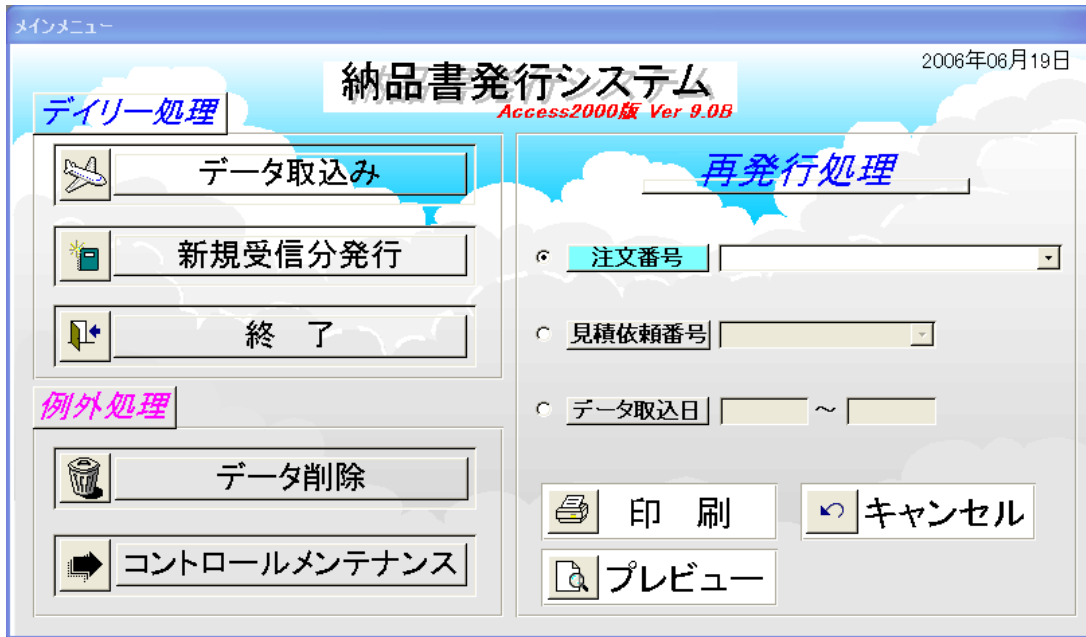 メインメニュー
2006年06月19日
納品書発行システム
Access2000版 Ver 9.0B
デイリー処理
データ取込み
新規受信分発行
終　了
例外処理
データ削除
コントロールメンテナンス
再発行処理
注文番号
見積依頼番号
データ取込日 ～
印　刷
キャンセル
プレビュー